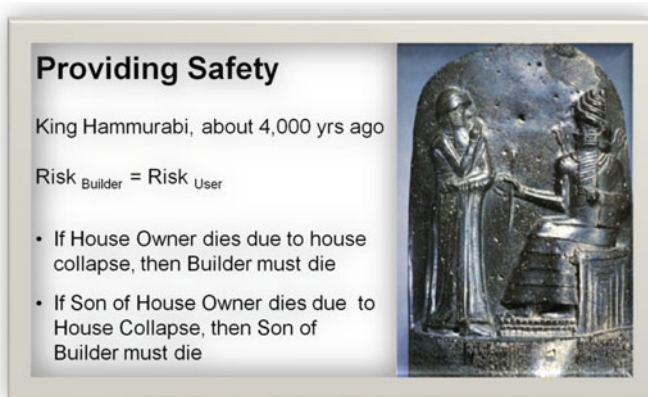 Providing Safety
King Hammurabi, about 4,000 yrs ago
Risk Builder = Risk User
• If House Owner dies due to house
collapse, then Builder must die
• If Son of House Owner dies due to
House Collapse, then Son of
Builder must die